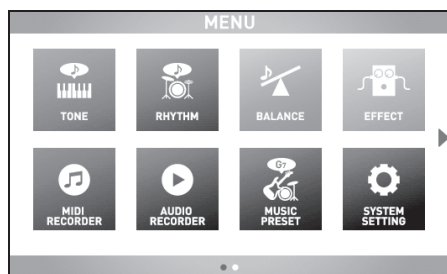 MENU
TONE
RHYTHM
BALANCE
EFFECT
G7
MIDI
RECORDER
AUDIO
RECORDER
MUSIC
PRESET
SYSTEM
SETTING